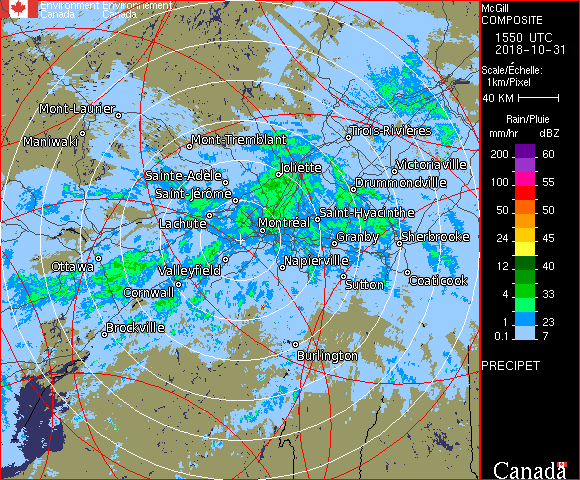 Environment Environnement
Canada Canada
Mont-Laurier
Maniwaki
Mont-Tremblant
Trois-Rivières
Joliette
Victoriaville
Sainte-Adèle
Drummondville
Saint-Jérôme
Saint-Hyacinthe
Lachute
Montréal
Granby
Sherbrooke
Ottawa
Valleyfield
Napierville
Coaticook
Sutton
Cornwall
Brockville
Burlington
McGill
COMPOSITE
1550 UTC
2018-10-31
Scale/Échelle:
1km/Pixel
40 KM
Rain/Pluie
mm/hr dBZ
200 60
100 55
50 50
24 45
12 40
4 33
1 23
0.1 7
PRECIPET
Canada